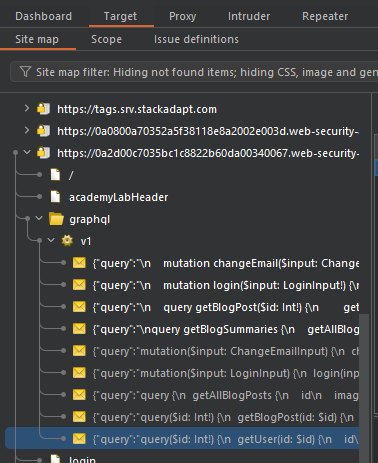 Dashboard Target Proxy Intruder Repeater
Site map Scope Issue definitions
Site map filter: Hiding not found items; hiding CSS, image and gen
https://tags.srv.stackadapt.com
https://0a0800a70352a5f38118e8a2002e003d.web-security-
https://0a2d00c7035bc1c8822b60da00340067.web-security-
/
academyLabHeader
graphql
v1
{"query":"\n mutation changeEmail($input: Change
{"query":"\n mutation login($input: LoginInput!) {\n
{"query":"\n query getBlogPost($id: Int!) {\n get
{"query":"\nquery getBlogSummaries {\n getAllBlog
{"query":"mutation($input: ChangeEmailInput) {\n ch
{"query":"mutation($input: LoginInput) {\n login(inp
{"query":"query {\n getAllBlogPosts {\n id\n imag
{"query":"query($id: Int!) {\n getBlogPost(id: $id) {\n
{"query":"query($id: Int!) {\n getUser(id: $id) {\n id\
login